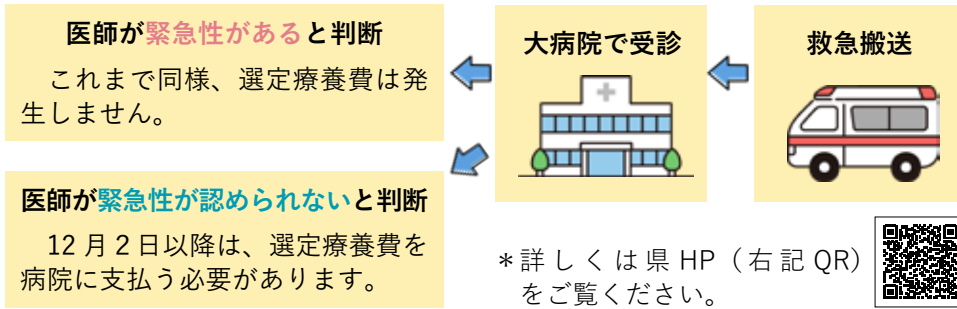 医師が緊急性があると判断
これまで同様、選定療養費は発
生しません。
大病院で受診
救急搬送
医師が緊急性が認められないと判断
12月2日以降は、選定療養費を
病院に支払う必要があります。
＊詳しくは県HP（右記QR）
をご覧ください。